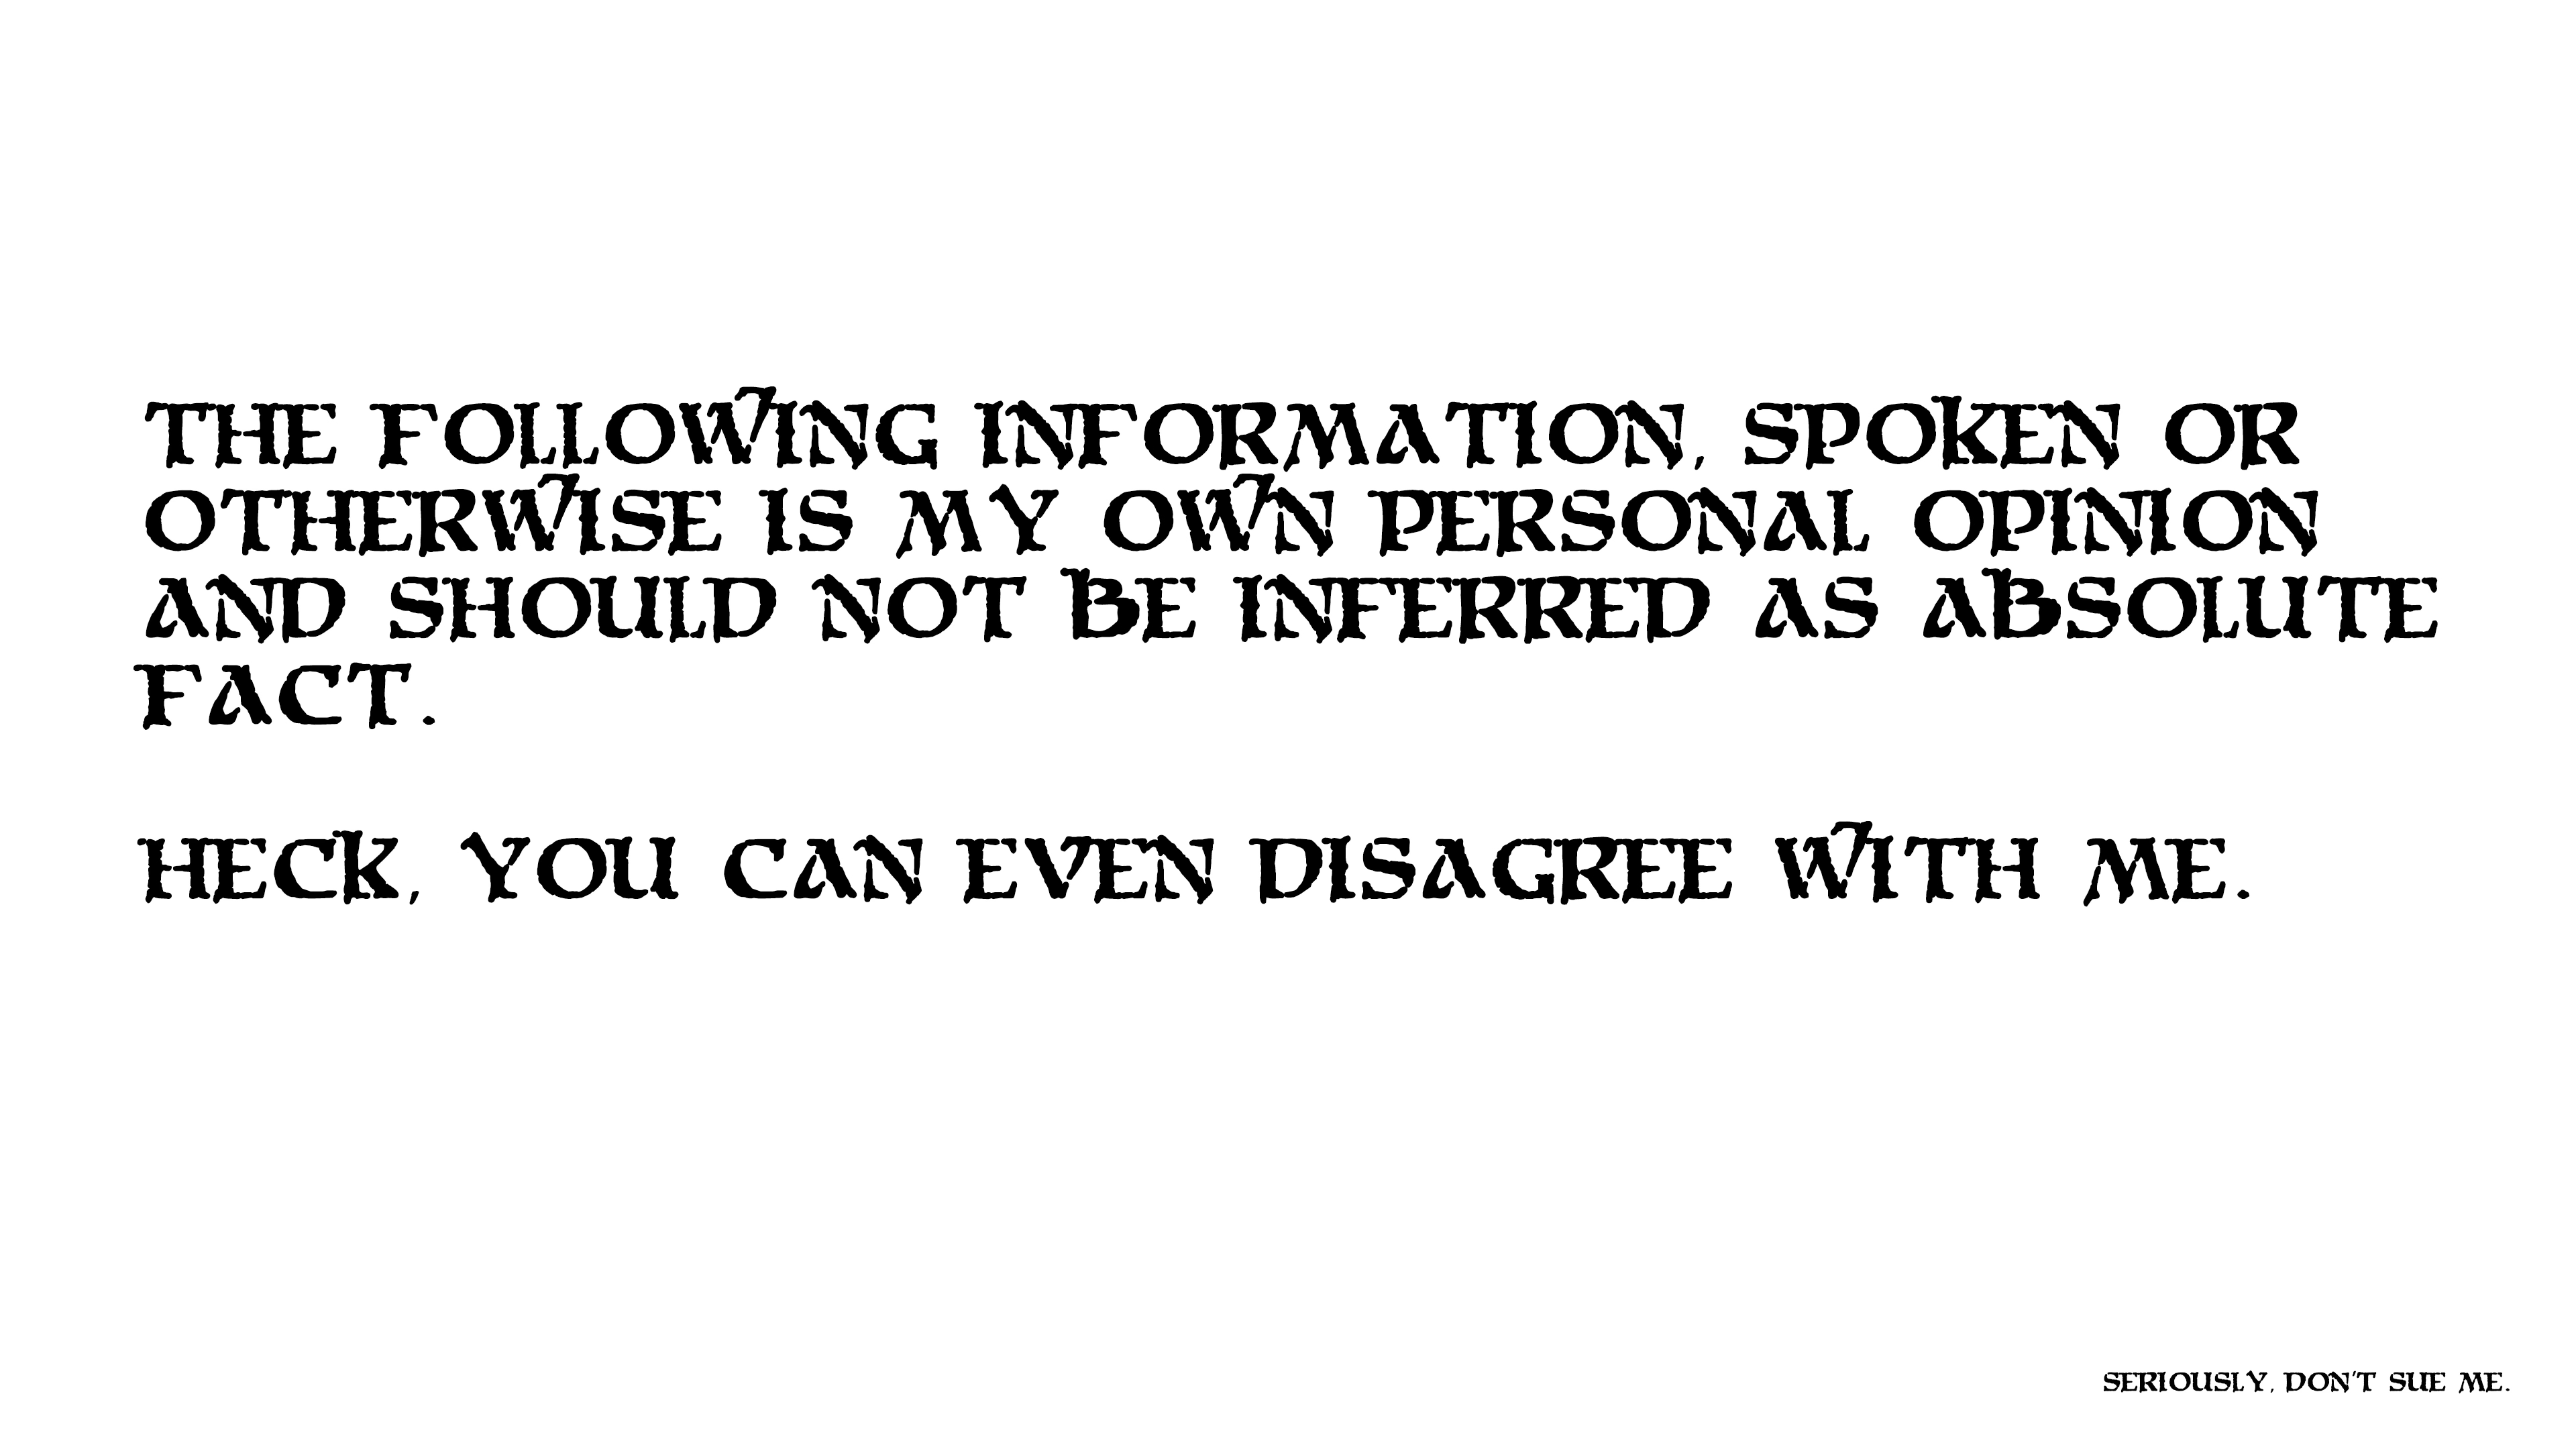 THE FOLLOWING INFORMATION, SPOKEN OR
OTHERWISE IS MY OWN PERSONAL OPINION
AND SHOULD NOT BE INFERRED AS ABSOLUTE
FACT.
HECK, YOU CAN EVEN DISAGREE WITH ME.
SERIOUSLY, DON'T SUE ME.